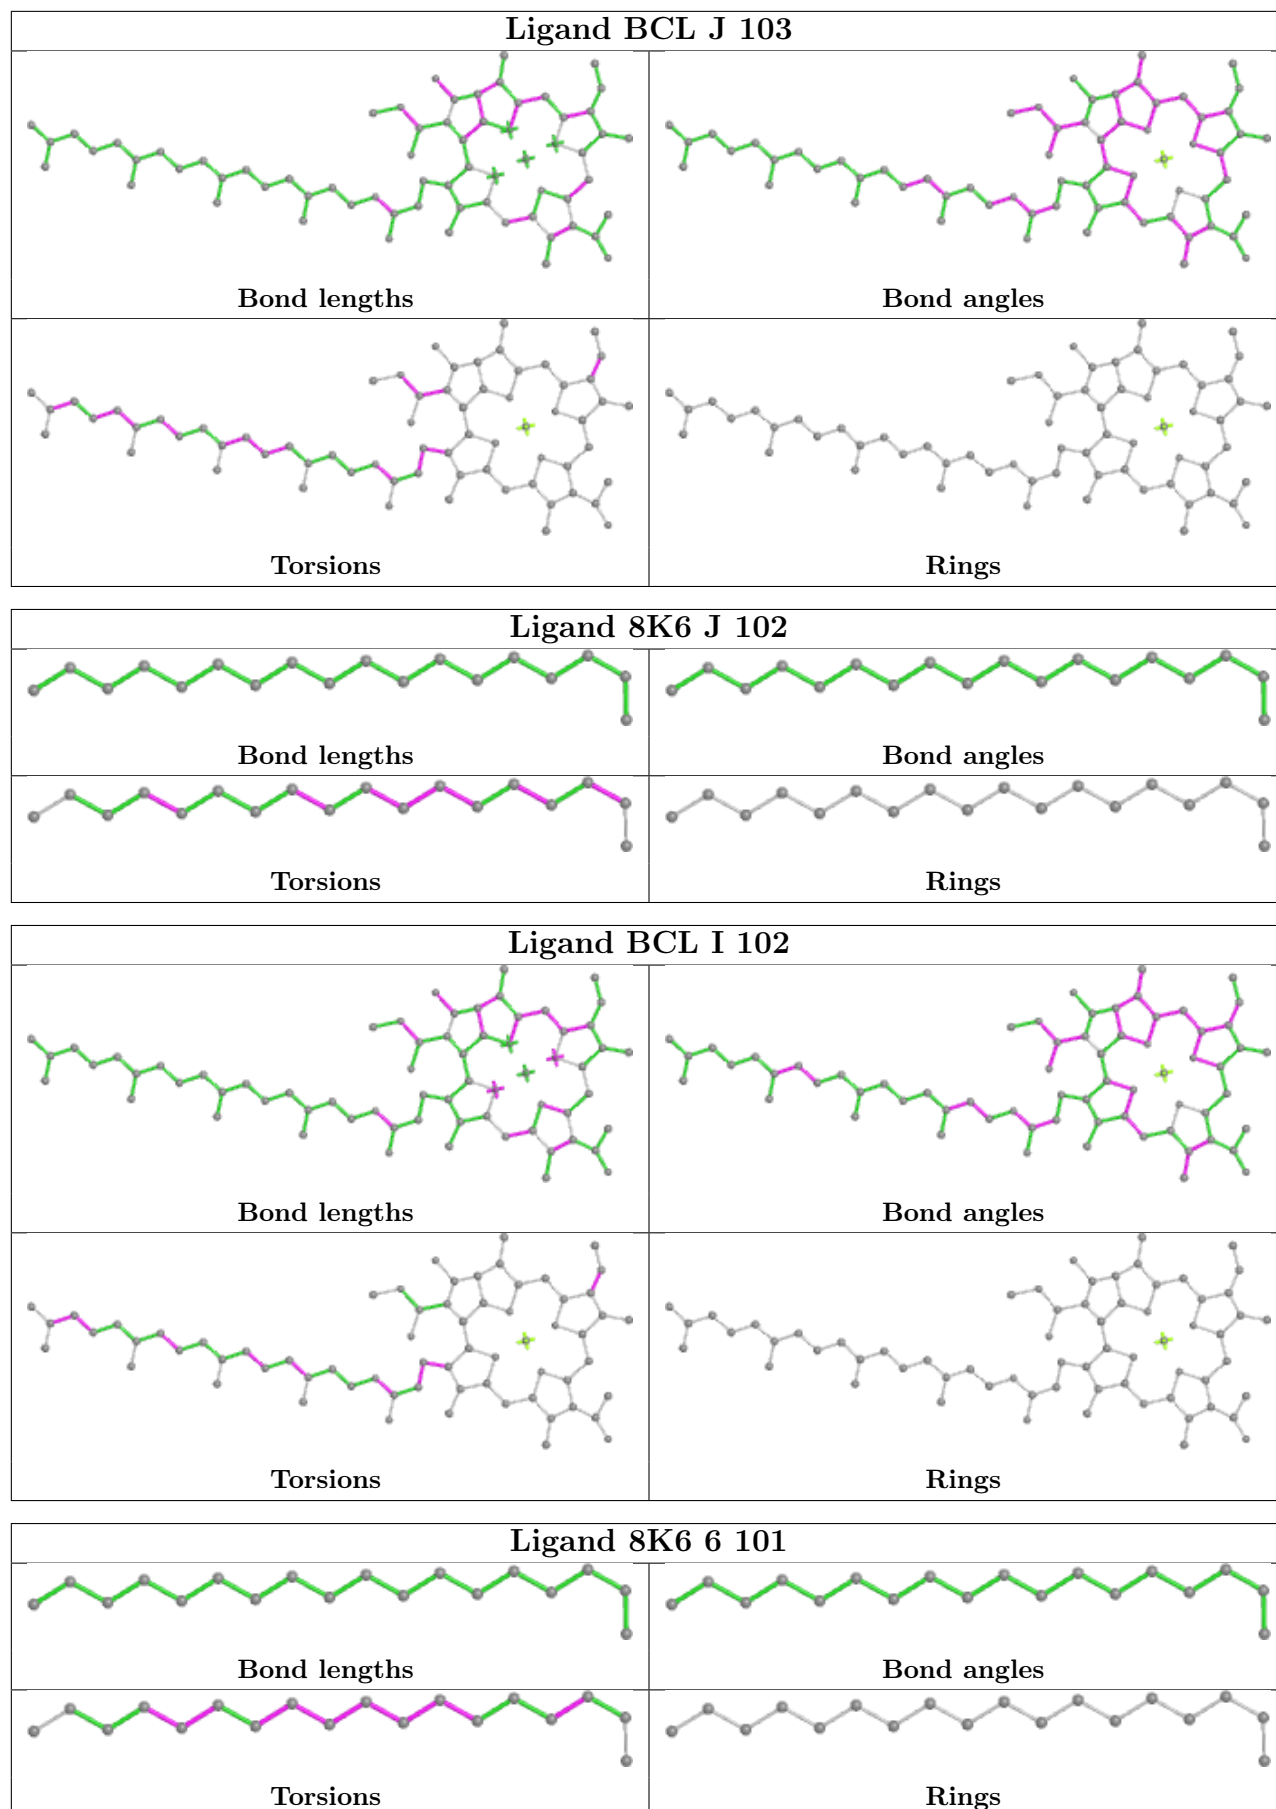 Ligand BCL J 103
Bond lengths
Bond angles
Torsions
Rings
Ligand 8K6 J 102
Bond lengths
Bond angles
Torsions
Rings
Ligand BCL I 102
Bond lengths
Bond angles
Torsions
Rings
Ligand 8K6 6 101
Bond lengths
Bond angles
Torsions
Rings